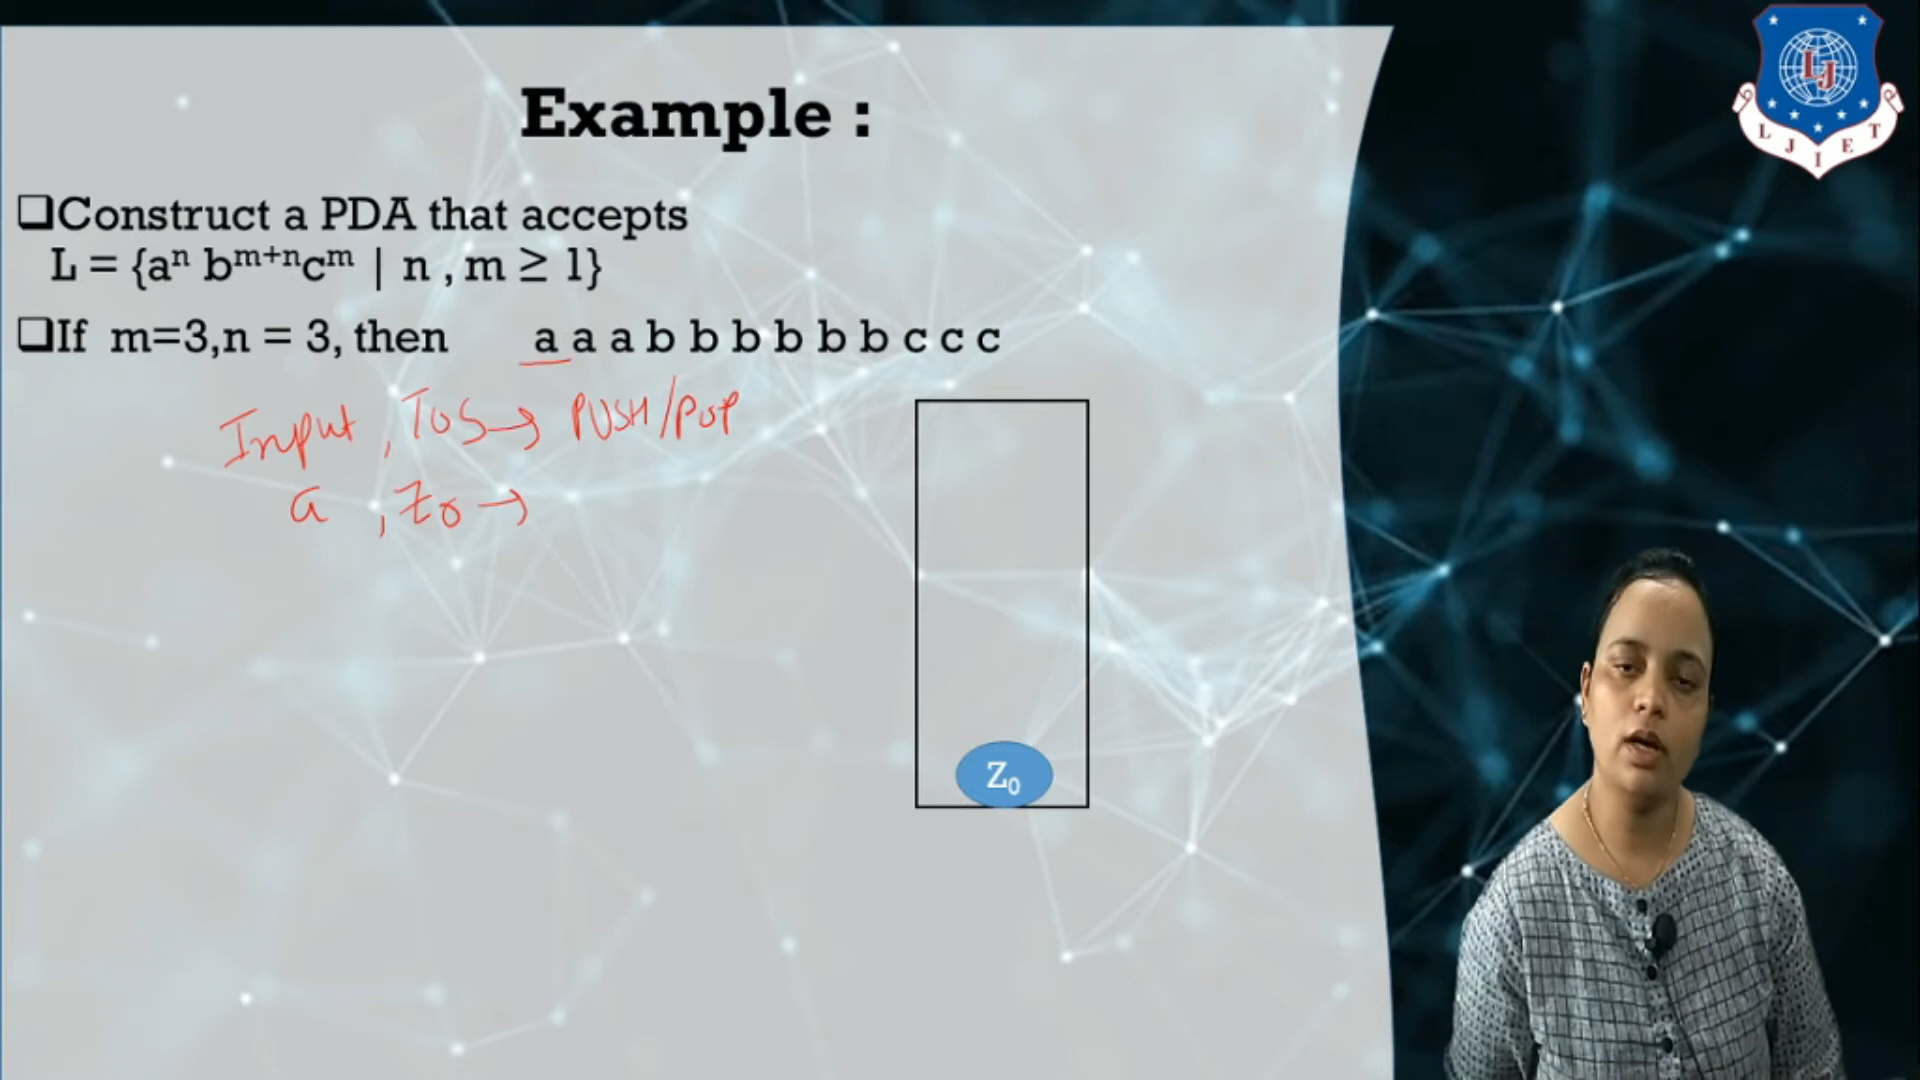 Example :
❑Construct a PDA that accepts
L = {aⁿ bᵐ⁺ⁿcᵐ | n , m ≥ 1}
❑If m=3,n = 3, then a a a b b b b b b c c c
Input , TOS → PUSH/POP
a , Z₀ →
Z₀
LJ
L J I E T